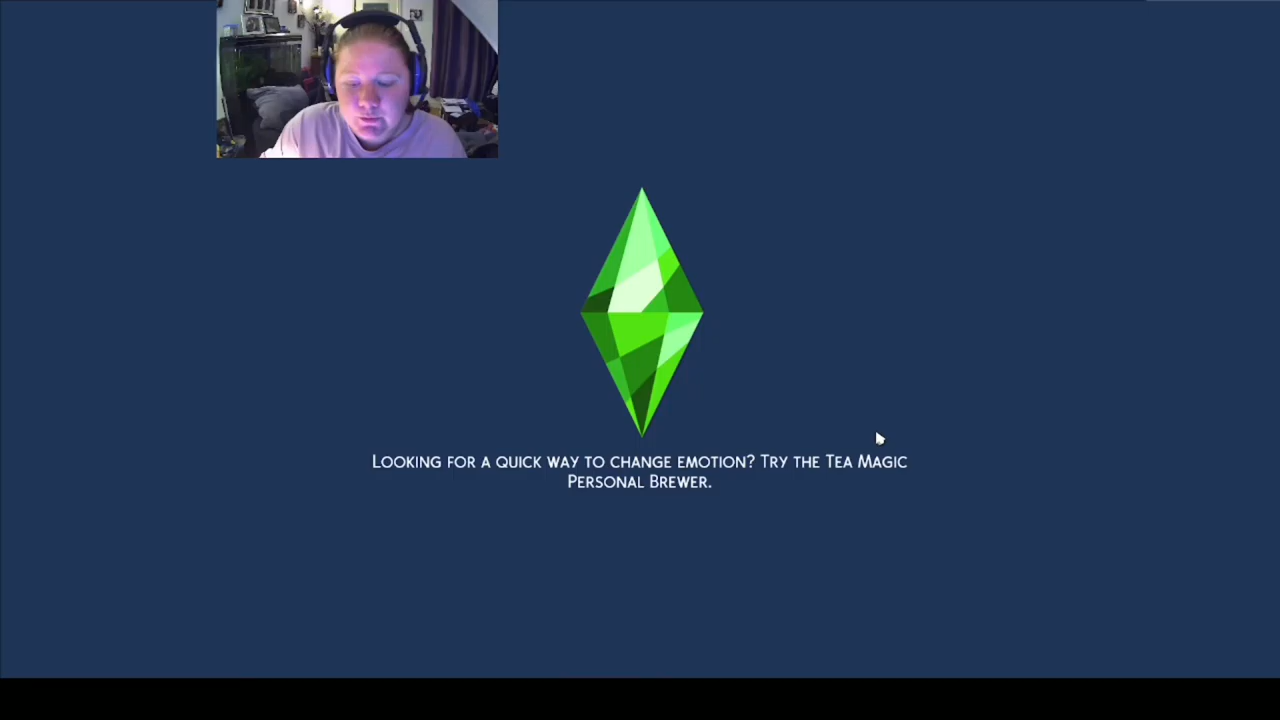 Looking for a quick way to change emotion? Try the Tea Magic
Personal Brewer.